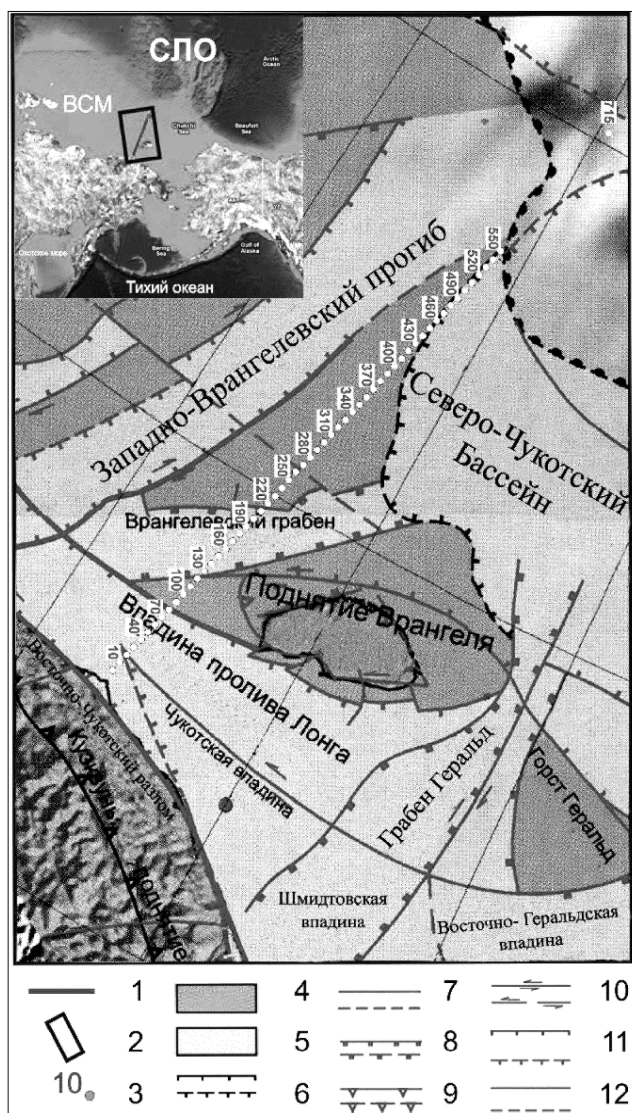 СЛО
Arctic
Ocean
ВСМ
Chukchi
Sea
Beaufort
Sea
Охотское море
Bering
Sea
Gulf of
Alaska
Тихий океан
715
Западно-Врангелевский прогиб
550
520
490
460
430
400
370
340
310
280
250
220
190
160
130
100
70
40
10
Северо-Чукотский
Бассейн
Врангелевский грабен
Поднятие Врангеля
Впадина пролива Лонга
Чукотская впадина
Восточно-Чукотский разлом
Поднятие
Грабен Геральд
Горст Геральд
Шмидтовская
впадина
Восточно- Геральдская
впадина
1 4 7 10
2 5 8 11
10 3 6 9 12